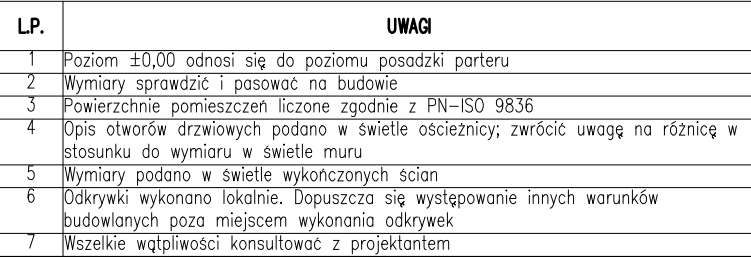 L.P. UWAGI
1 Poziom ±0,00 odnosi się do poziomu posadzki parteru
2 Wymiary sprawdzić i pasować na budowie
3 Powierzchnie pomieszczeń liczone zgodnie z PN-ISO 9836
4 Opis otworów drzwiowych podano w świetle ościeżnicy; zwrócić uwagę na różnicę w
stosunku do wymiaru w świetle muru
5 Wymiary podano w świetle wykończonych ścian
6 Odkrywki wykonano lokalnie. Dopuszcza się występowanie innych warunków
budowlanych poza miejscem wykonania odkrywek
7 Wszelkie wątpliwości konsultować z projektantem